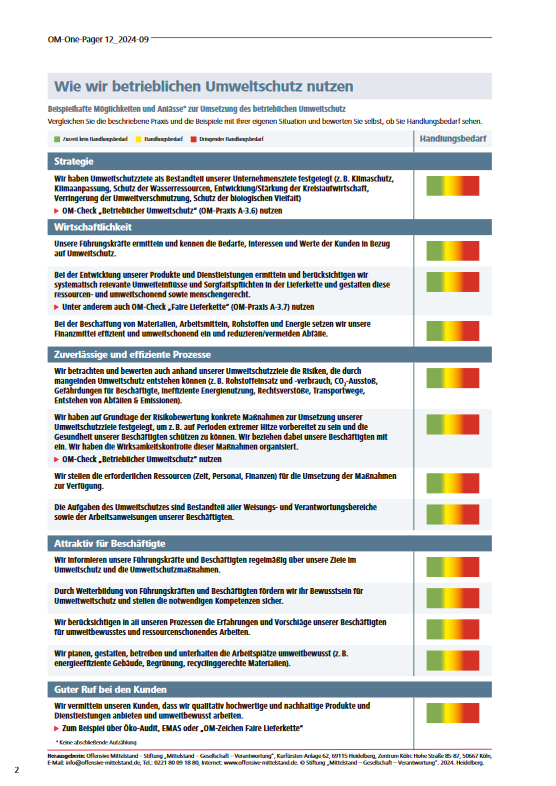 OM-One-Pager 12_2024-09
Wie wir betrieblichen Umweltschutz nutzen
Beispielhafte Möglichkeiten und Anlässe* zur Umsetzung des betrieblichen Umweltschutz
Vergleichen Sie die beschriebene Praxis und die Beispiele mit Ihrer eigenen Situation und bewerten Sie selbst, ob Sie Handlungsbedarf sehen.
Zurzeit kein Handlungsbedarf Handlungsbedarf Dringender Handlungsbedarf Handlungsbedarf
Strategie
Wir haben Umweltschutzziele als Bestandteil unserer Unternehmensziele festgelegt (z. B. Klimaschutz,
Klimaanpassung, Schutz der Wasserressourcen, Entwicklung/Stärkung der Kreislaufwirtschaft,
Verringerung der Umweltverschmutzung, Schutz der biologischen Vielfalt)
► OM-Check „Betrieblicher Umweltschutz“ (OM-Praxis A-3.6) nutzen
Wirtschaftlichkeit
Unsere Führungskräfte ermitteln und kennen die Bedarfe, Interessen und Werte der Kunden in Bezug
auf Umweltschutz.
Bei der Entwicklung unserer Produkte und Dienstleistungen ermitteln und berücksichtigen wir
systematisch relevante Umwelteinflüsse und Sorgfaltspflichten in der Lieferkette und gestalten diese
ressourcen- und umweltschonend sowie menschengerecht.
► Unter anderem auch OM-Check „Faire Lieferkette“ (OM-Praxis A-3.7) nutzen
Bei der Beschaffung von Materialien, Arbeitsmitteln, Rohstoffen und Energie setzen wir unsere
Finanzmittel effizient und umweltschonend ein und reduzieren/vermeiden Abfälle.
Zuverlässige und effiziente Prozesse
Wir betrachten und bewerten auch anhand unserer Umweltschutzziele die Risiken, die durch
mangelnden Umweltschutz entstehen können (z. B. Rohstoffeinsatz und -verbrauch, CO₂-Ausstoß,
Gefährdungen für Beschäftigte, ineffiziente Energienutzung, Rechtsverstöße, Transportwege,
Entstehen von Abfällen & Emissionen).
Wir haben auf Grundlage der Risikobewertung konkrete Maßnahmen zur Umsetzung unserer
Umweltschutzziele festgelegt, um z. B. auf Perioden extremer Hitze vorbereitet zu sein und die
Gesundheit unserer Beschäftigten schützen zu können. Wir beziehen dabei unsere Beschäftigten mit
ein. Wir haben die Wirksamkeitskontrolle dieser Maßnahmen organisiert.
► OM-Check „Betrieblicher Umweltschutz“ nutzen
Wir stellen die erforderlichen Ressourcen (Zeit, Personal, Finanzen) für die Umsetzung der Maßnahmen
zur Verfügung.
Die Aufgaben des Umweltschutzes sind Bestandteil aller Weisungs- und Verantwortungsbereiche
sowie der Arbeitsanweisungen unserer Beschäftigten.
Attraktiv für Beschäftigte
Wir informieren unsere Führungskräfte und Beschäftigten regelmäßig über unsere Ziele im
Umweltschutz und die Umweltschutzmaßnahmen.
Durch Weiterbildung von Führungskräften und Beschäftigten fördern wir ihr Bewusstsein für
Umweltweltschutz und stellen die notwendigen Kompetenzen sicher.
Wir berücksichtigen in all unseren Prozessen die Erfahrungen und Vorschläge unserer Beschäftigten
für umweltbewusstes und ressourcenschonendes Arbeiten.
Wir planen, gestalten, betreiben und unterhalten die Arbeitsplätze umweltbewusst (z. B.
energieeffiziente Gebäude, Begrünung, recyclinggerechte Materialien).
Guter Ruf bei den Kunden
Wir vermitteln unseren Kunden, dass wir qualitativ hochwertige und nachhaltige Produkte und
Dienstleistungen anbieten und umweltbewusst arbeiten.
► Zum Beispiel über Öko-Audit, EMAS oder „OM-Zeichen Faire Lieferkette“
* Keine abschließende Aufzählung
Herausgeberin: Offensive Mittelstand – Stiftung „Mittelstand – Gesellschaft – Verantwortung“, Kurfürsten-Anlage 62, 69115 Heidelberg, Zentrum Köln: Hohe Straße 85-87, 50667 Köln,
E-Mail: info@offensive-mittelstand.de, Tel.: 0221 80 09 18 80, Internet: www.offensive-mittelstand.de. © Stiftung „Mittelstand – Gesellschaft – Verantwortung“. 2024. Heidelberg.
2